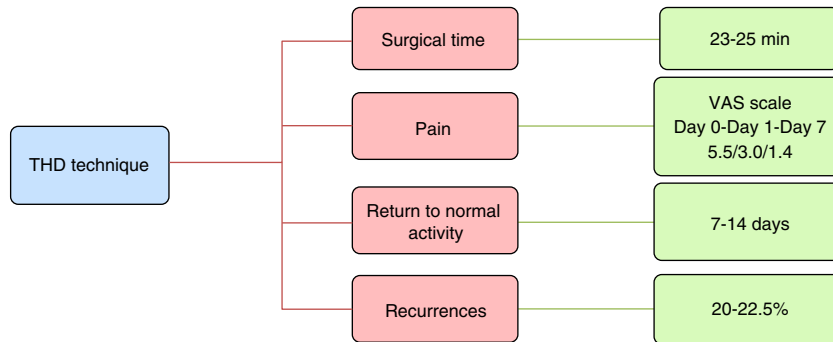 THD technique
Surgical time
23-25 min
Pain
VAS scale
Day 0-Day 1-Day 7
5.5/3.0/1.4
Return to normal
activity
7-14 days
Recurrences
20-22.5%